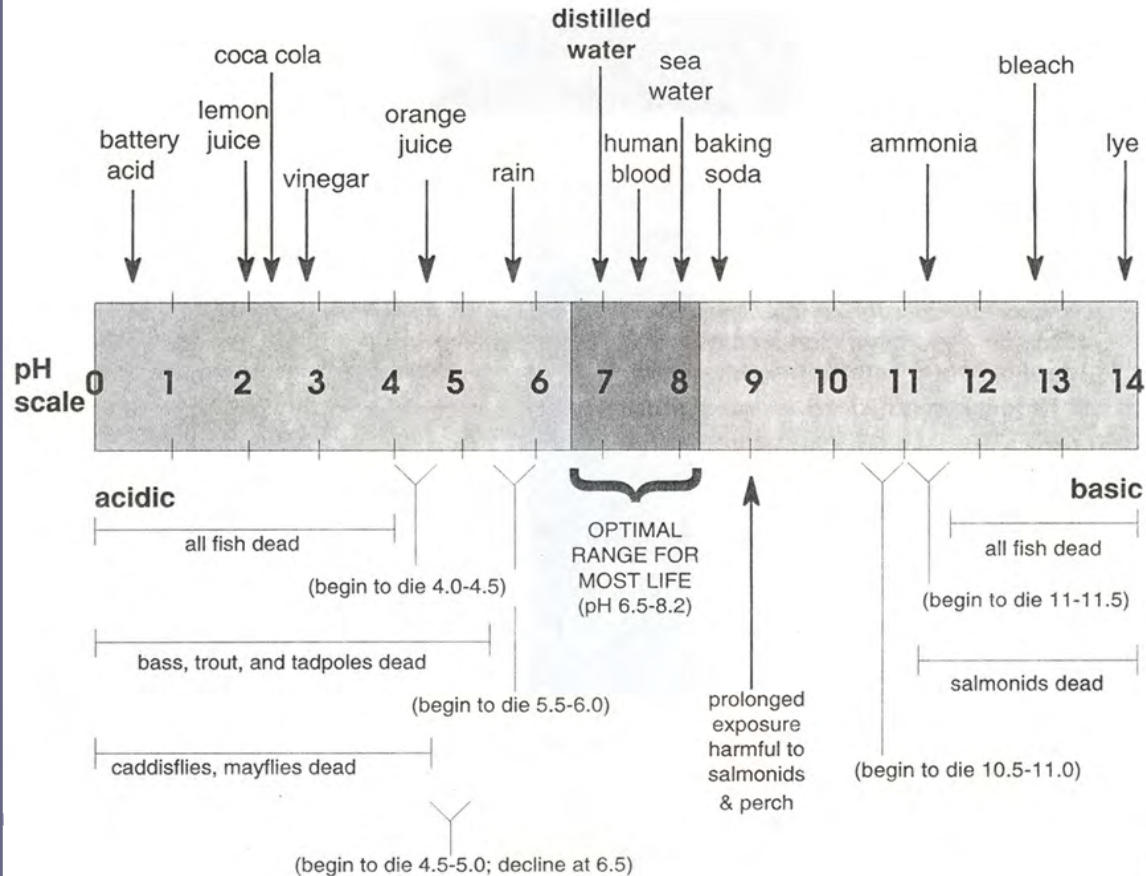 coca cola
distilled
water
sea
water
bleach
lemon
juice
orange
juice
battery
acid
vinegar
rain
human
blood
baking
soda
ammonia
lye
pH
scale
0 1 2 3 4 5 6 7 8 9 10 11 12 13 14
acidic
basic
all fish dead
(begin to die 4.0-4.5)
bass, trout, and tadpoles dead
(begin to die 5.5-6.0)
caddisflies, mayflies dead
(begin to die 4.5-5.0; decline at 6.5)
OPTIMAL
RANGE FOR
MOST LIFE
(pH 6.5-8.2)
prolonged
exposure
harmful to
salmonids
& perch
all fish dead
(begin to die 11-11.5)
salmonids dead
(begin to die 10.5-11.0)